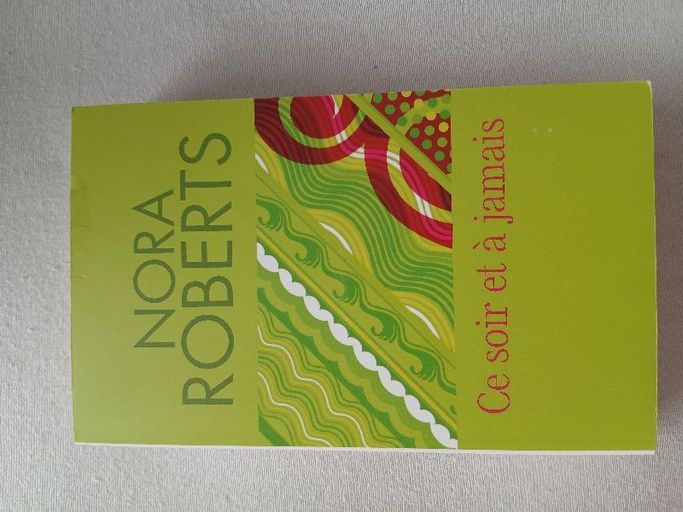 NORA
ROBERTS
Ce soir et à jamais